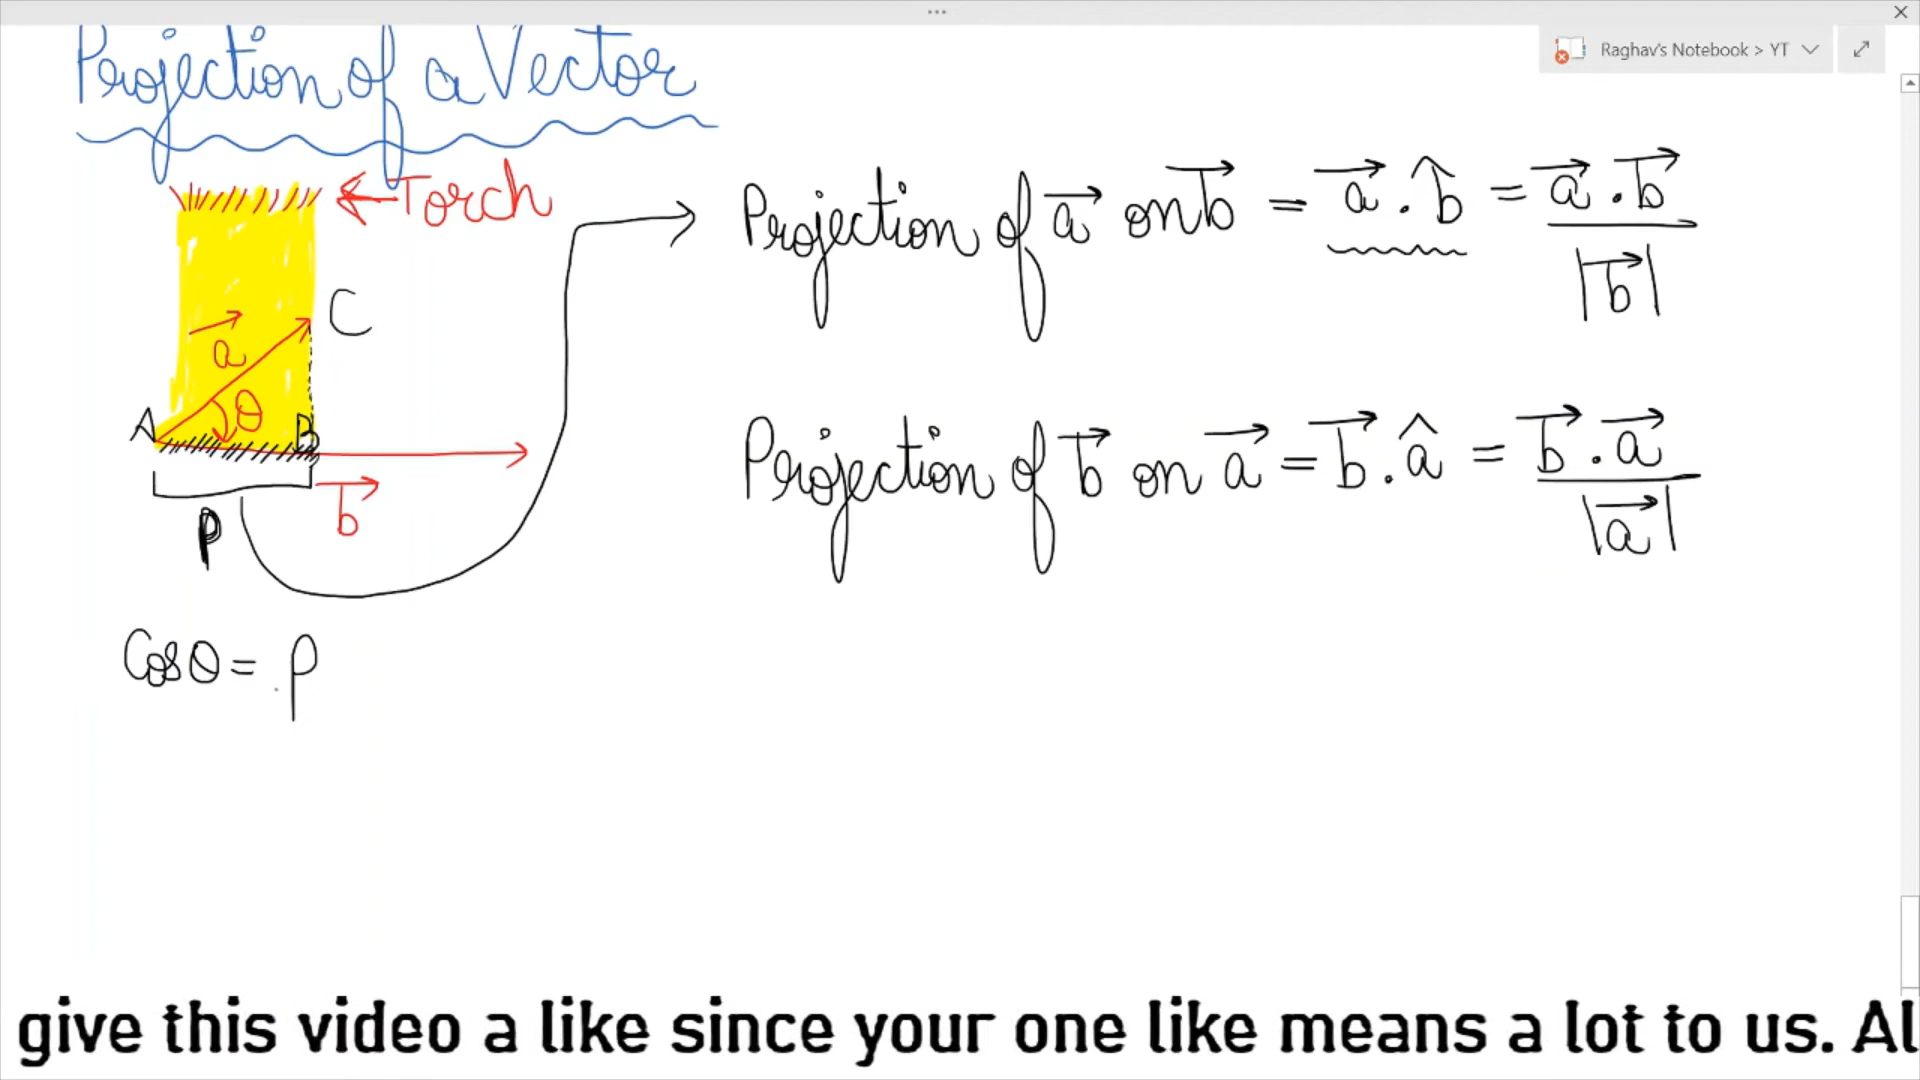 Raghav's Notebook > YT
Projection of a Vector
Torch
C
a⃗
θ
A
B
b⃗
P
Cosθ = P
Projection of a⃗ on b⃗ = a⃗ . b̂ = a⃗ . b⃗ / |b⃗|
Projection of b⃗ on a⃗ = b⃗ . â = b⃗ . a⃗ / |a⃗|
give this video a like since your one like means a lot to us. Al